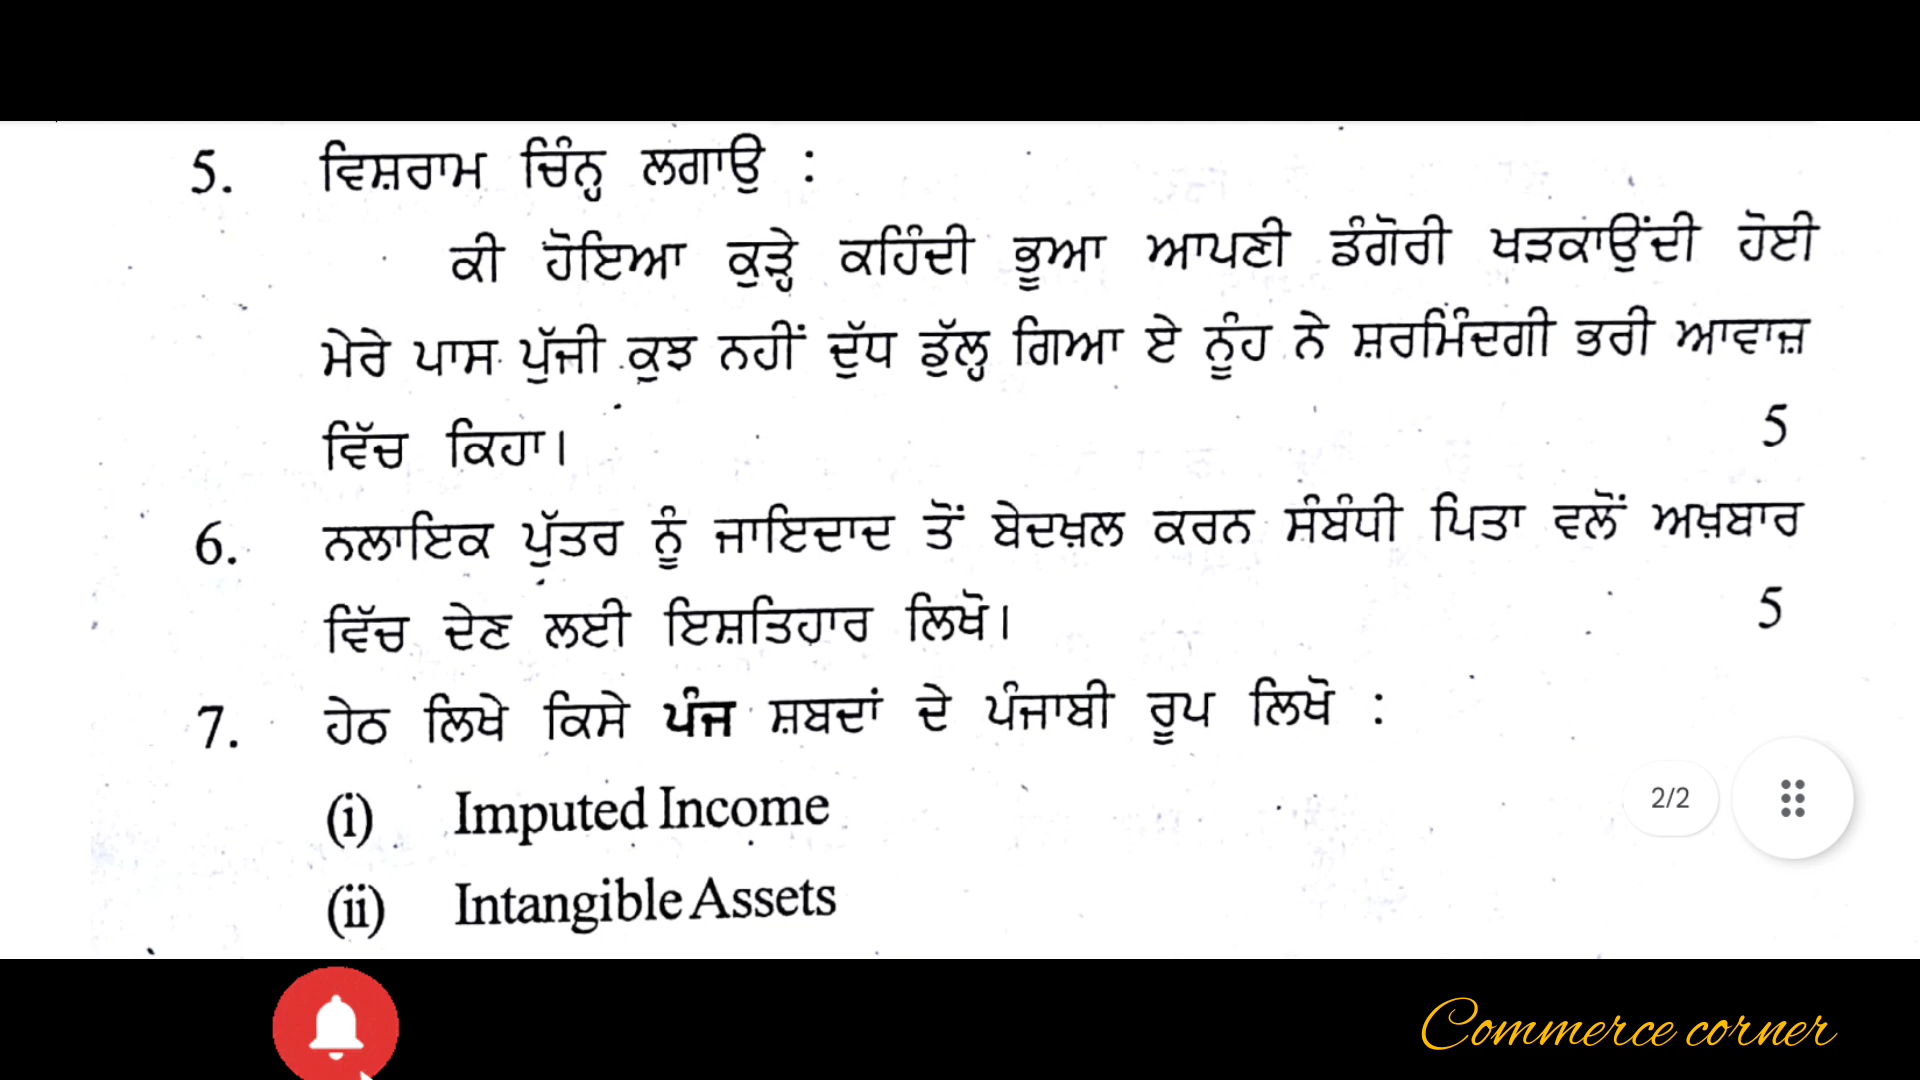 5. ਵਿਸ਼ਰਾਮ ਚਿੰਨ੍ਹ ਲਗਾਉ :
ਕੀ ਹੋਇਆ ਕੁੜ੍ਹੇ ਕਹਿੰਦੀ ਭੂਆ ਆਪਣੀ ਡੰਗੋਰੀ ਖੜਕਾਉਂਦੀ ਹੋਈ
ਮੇਰੇ ਪਾਸ ਪੁੱਜੀ ਕੁਝ ਨਹੀਂ ਦੁੱਧ ਡੁੱਲ੍ਹ ਗਿਆ ਏ ਨੂੰਹ ਨੇ ਸ਼ਰਮਿੰਦਗੀ ਭਰੀ ਆਵਾਜ਼
ਵਿੱਚ ਕਿਹਾ। 5
6. ਨਲਾਇਕ ਪੁੱਤਰ ਨੂੰ ਜਾਇਦਾਦ ਤੋਂ ਬੇਦਖ਼ਲ ਕਰਨ ਸੰਬੰਧੀ ਪਿਤਾ ਵਲੋਂ ਅਖ਼ਬਾਰ
ਵਿੱਚ ਦੇਣ ਲਈ ਇਸ਼ਤਿਹਾਰ ਲਿਖੋ। 5
7. ਹੇਠ ਲਿਖੇ ਕਿਸੇ ਪੰਜ ਸ਼ਬਦਾਂ ਦੇ ਪੰਜਾਬੀ ਰੂਪ ਲਿਖੋ :
(i) Imputed Income
2/2
(ii) Intangible Assets
Commerce corner